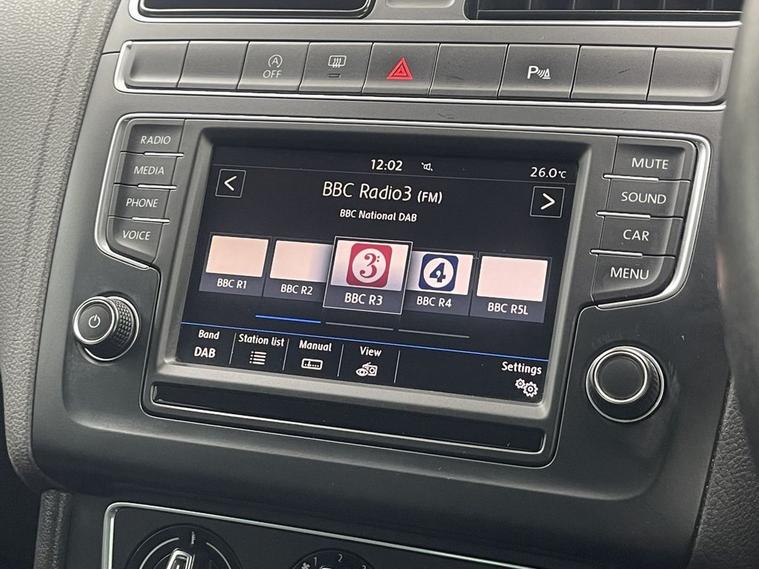 OFF
P
RADIO
MEDIA
PHONE
VOICE
12:02
26.0°C
BBC Radio3 (FM)
BBC National DAB
< >
3 4
BBC R1 BBC R2 BBC R3 BBC R4 BBC R5L
Band Station list Manual View Settings
DAB
MUTE
SOUND
CAR
MENU
1 2